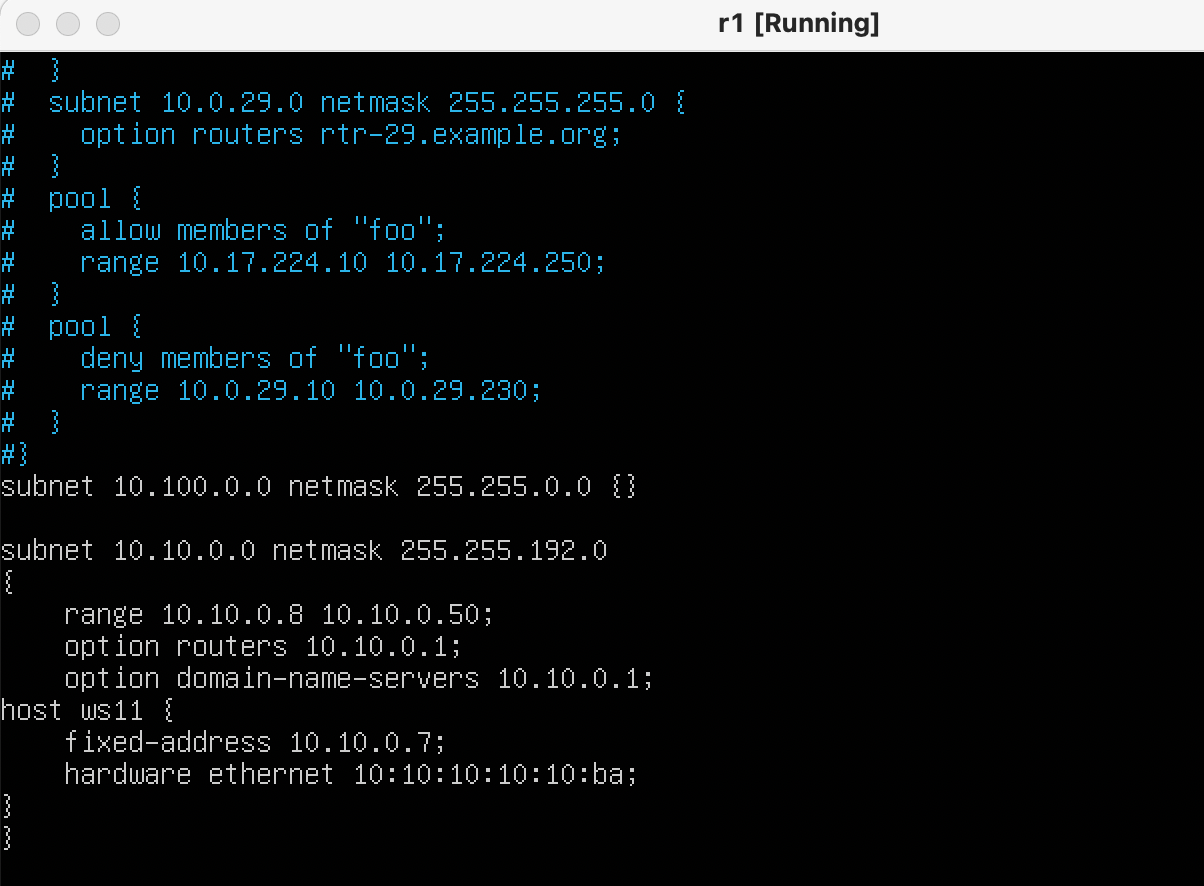 r1 [Running]
#  }
#  subnet 10.0.29.0 netmask 255.255.255.0 {
#    option routers rtr-29.example.org;
#  }
#  pool {
#    allow members of "foo";
#    range 10.17.224.10 10.17.224.250;
#  }
#  pool {
#    deny members of "foo";
#    range 10.0.29.10 10.0.29.230;
#  }
#}
subnet 10.100.0.0 netmask 255.255.0.0 {}
subnet 10.10.0.0 netmask 255.255.192.0
{
    range 10.10.0.8 10.10.0.50;
    option routers 10.10.0.1;
    option domain-name-servers 10.10.0.1;
host ws11 {
    fixed-address 10.10.0.7;
    hardware ethernet 10:10:10:10:10:ba;
}
}